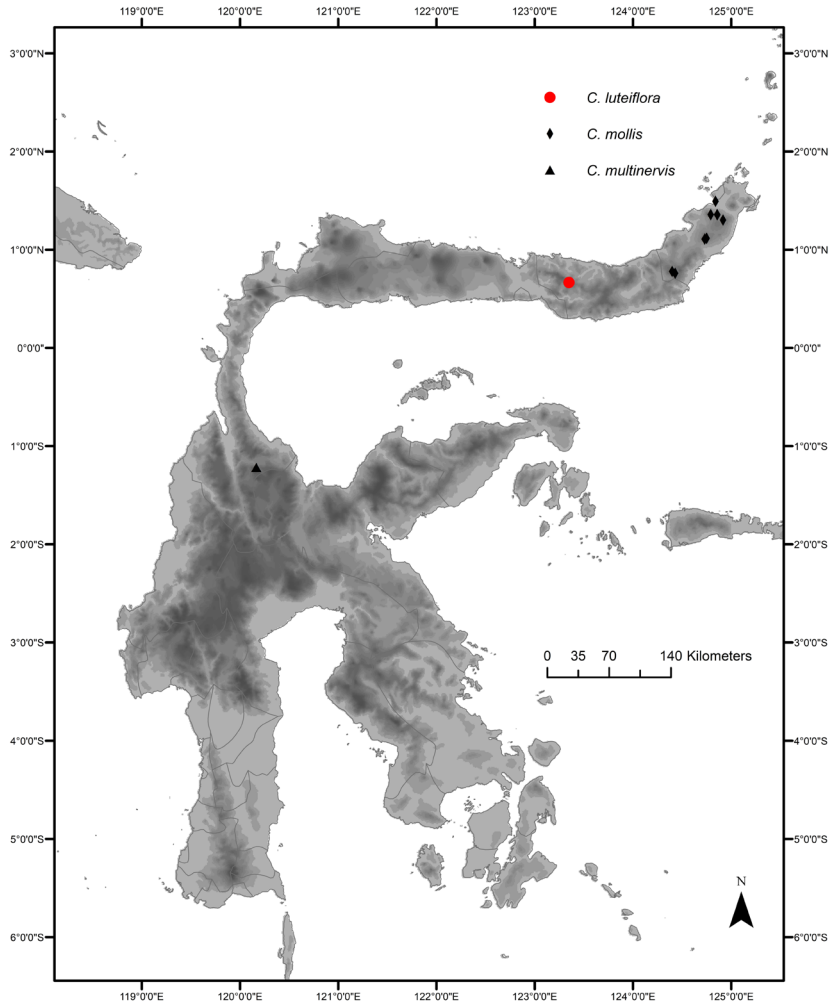 119°0'0"E 120°0'0"E 121°0'0"E 122°0'0"E 123°0'0"E 124°0'0"E 125°0'0"E
3°0'0"N 3°0'0"N
C. luteiflora
C. mollis
2°0'0"N 2°0'0"N
C. multinervis
1°0'0"N 1°0'0"N
0°0'0" 0°0'0"
1°0'0"S 1°0'0"S
2°0'0"S 2°0'0"S
3°0'0"S 3°0'0"S
0 35 70 140 Kilometers
4°0'0"S 4°0'0"S
5°0'0"S 5°0'0"S
N
6°0'0"S 6°0'0"S
119°0'0"E 120°0'0"E 121°0'0"E 122°0'0"E 123°0'0"E 124°0'0"E 125°0'0"E